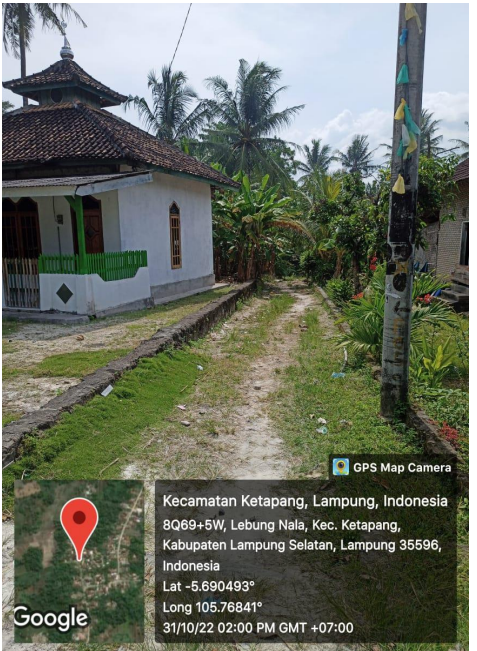 GPS Map Camera
Kecamatan Ketapang, Lampung, Indonesia
8Q69+5W, Lebung Nala, Kec. Ketapang,
Kabupaten Lampung Selatan, Lampung 35596,
Indonesia
Lat -5.690493°
Long 105.76841°
31/10/22 02:00 PM GMT +07:00
Google